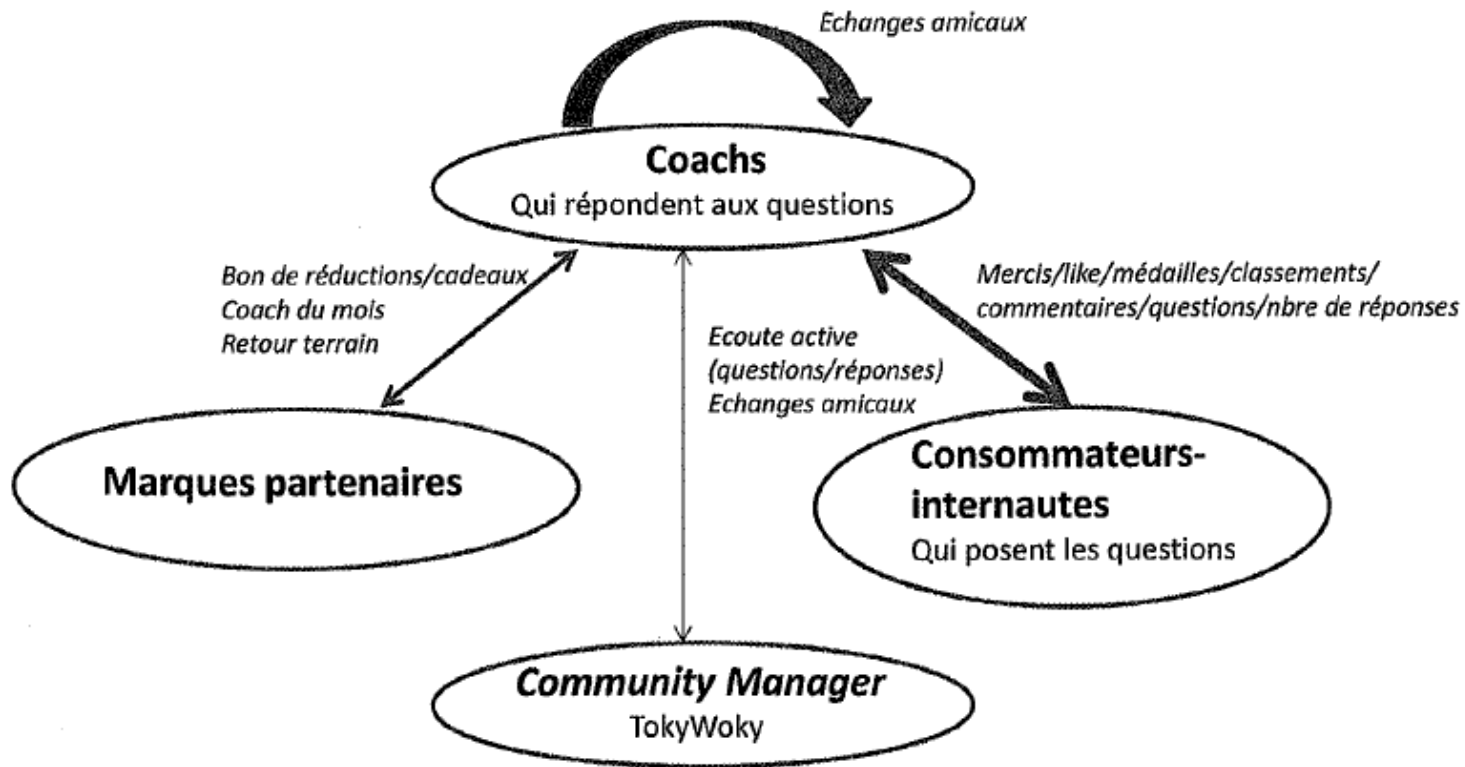 Echanges amicaux
Coachs
Qui répondent aux questions
Bon de réductions/cadeaux
Coach du mois
Retour terrain
Mercis/like/médailles/classements/
commentaires/questions/nbre de réponses
Ecoute active
(questions/réponses)
Echanges amicaux
Marques partenaires
Consommateurs-
internautes
Qui posent les questions
Community Manager
TokyWoky